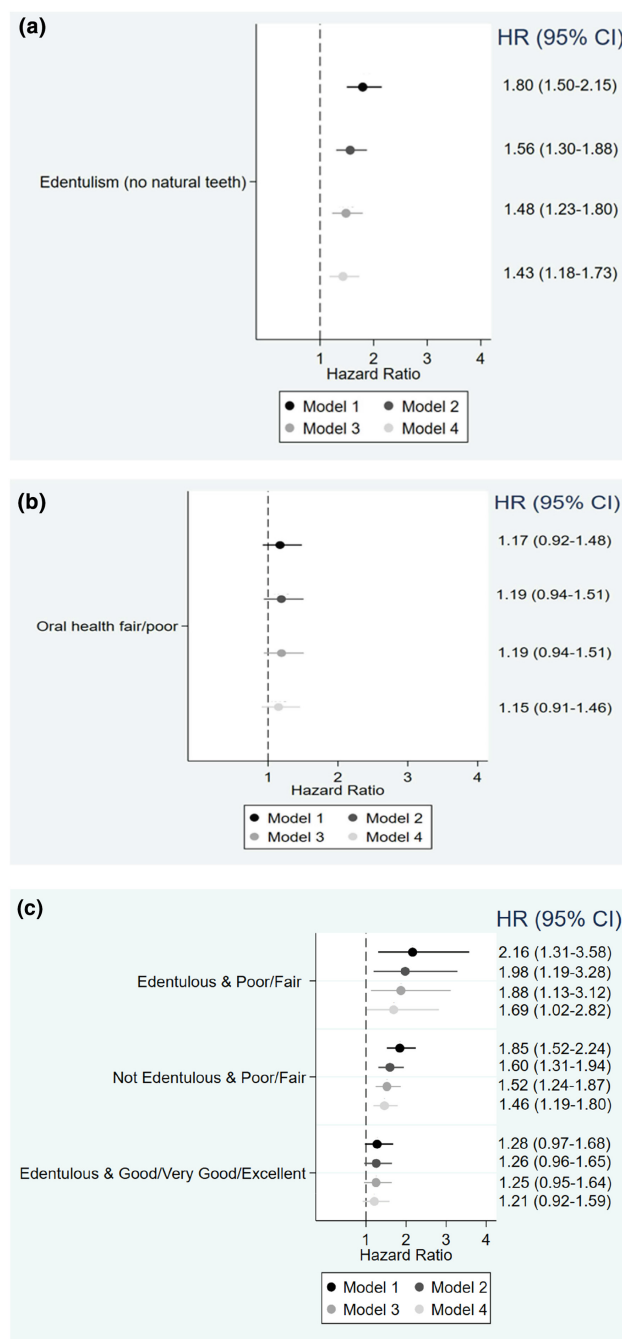 (a)
HR (95% CI)
1.80 (1.50-2.15)
1.56 (1.30-1.88)
Edentulism (no natural teeth)
1.48 (1.23-1.80)
1.43 (1.18-1.73)
1 2 3 4
Hazard Ratio
Model 1 Model 2
Model 3 Model 4
(b)
HR (95% CI)
1.17 (0.92-1.48)
1.19 (0.94-1.51)
Oral health fair/poor
1.19 (0.94-1.51)
1.15 (0.91-1.46)
1 2 3 4
Hazard Ratio
Model 1 Model 2
Model 3 Model 4
(c)
HR (95% CI)
2.16 (1.31-3.58)
1.98 (1.19-3.28)
Edentulous & Poor/Fair
1.88 (1.13-3.12)
1.69 (1.02-2.82)
1.85 (1.52-2.24)
1.60 (1.31-1.94)
Not Edentulous & Poor/Fair
1.52 (1.24-1.87)
1.46 (1.19-1.80)
1.28 (0.97-1.68)
1.26 (0.96-1.65)
Edentulous & Good/Very Good/Excellent
1.25 (0.95-1.64)
1.21 (0.92-1.59)
1 2 3 4
Hazard Ratio
Model 1 Model 2
Model 3 Model 4